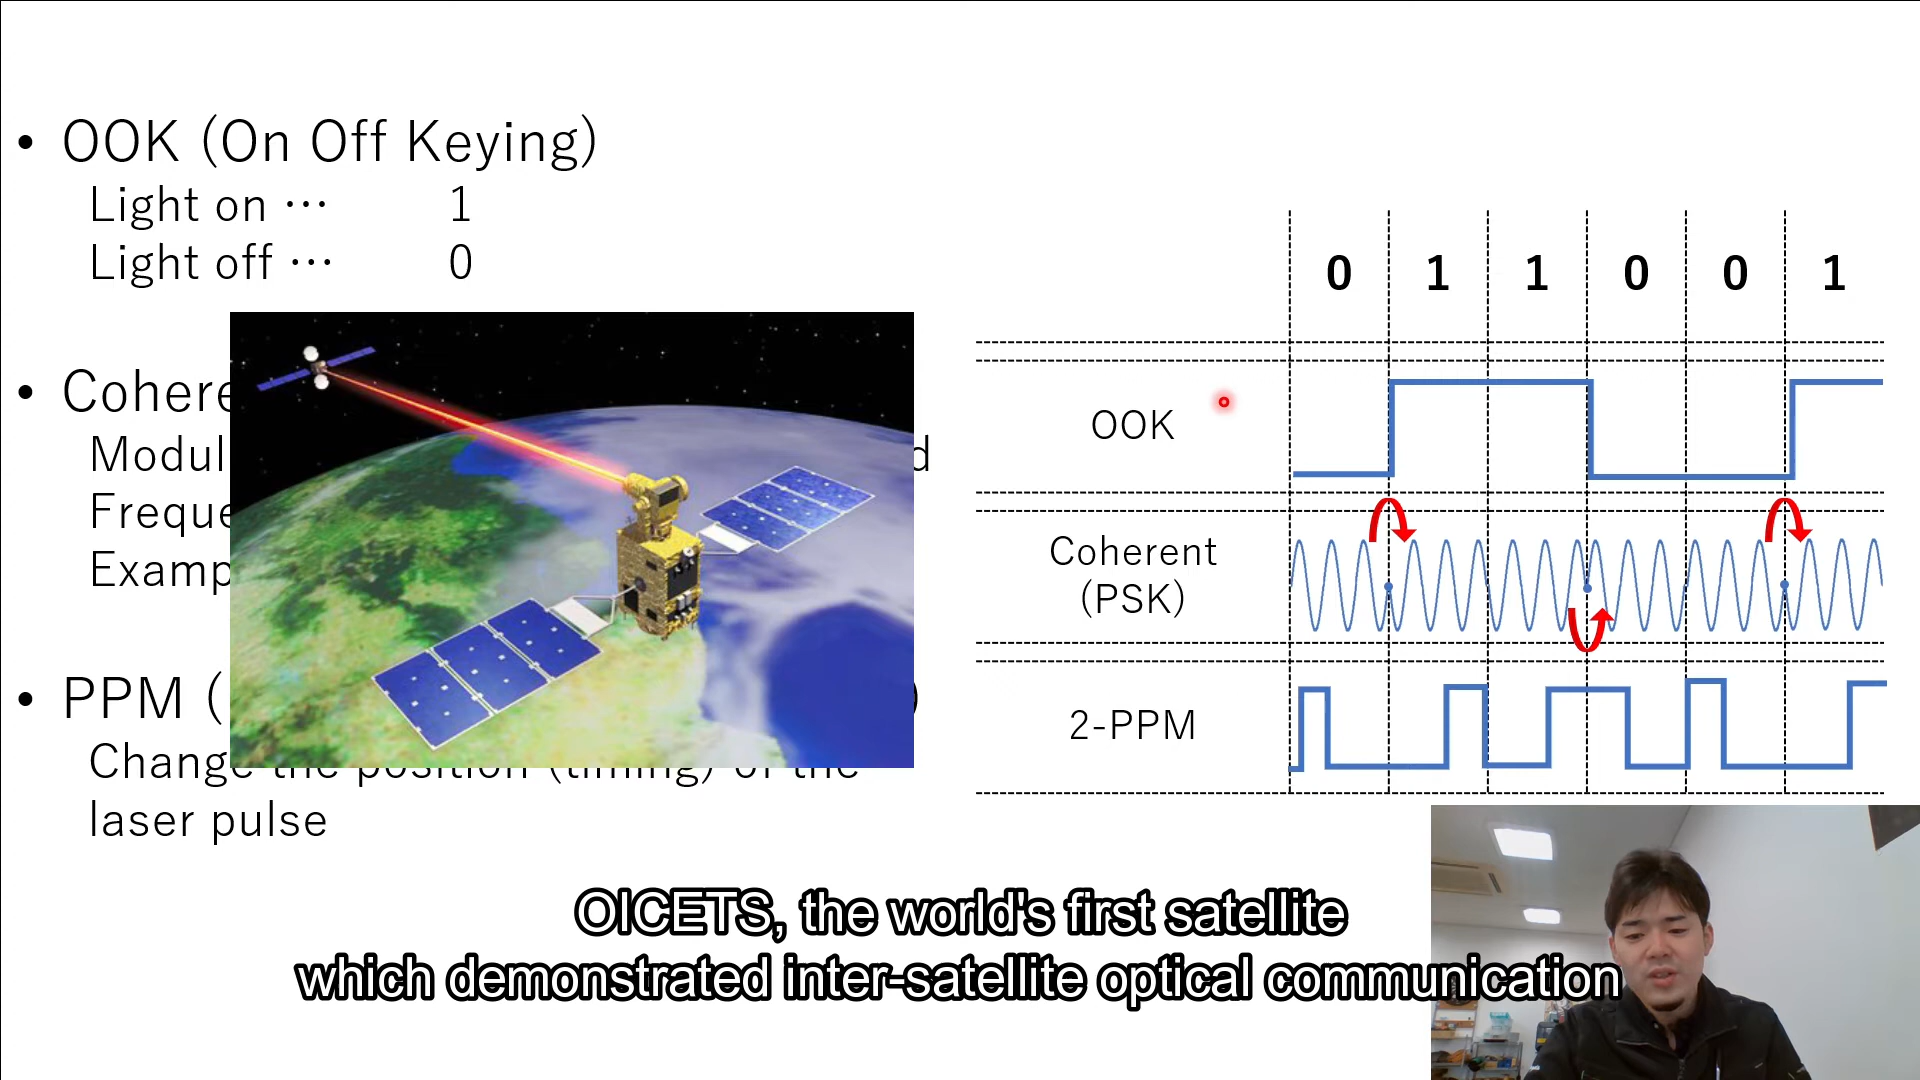 • OOK (On Off Keying)
Light on … 1
Light off … 0
• Cohere
Modul d
Freque
Examp
• PPM ( )
Change the position (timing) of the
laser pulse
0 1 1 0 0 1
OOK
Coherent
(PSK)
2-PPM
OICETS, the world's first satellite
which demonstrated inter-satellite optical communication